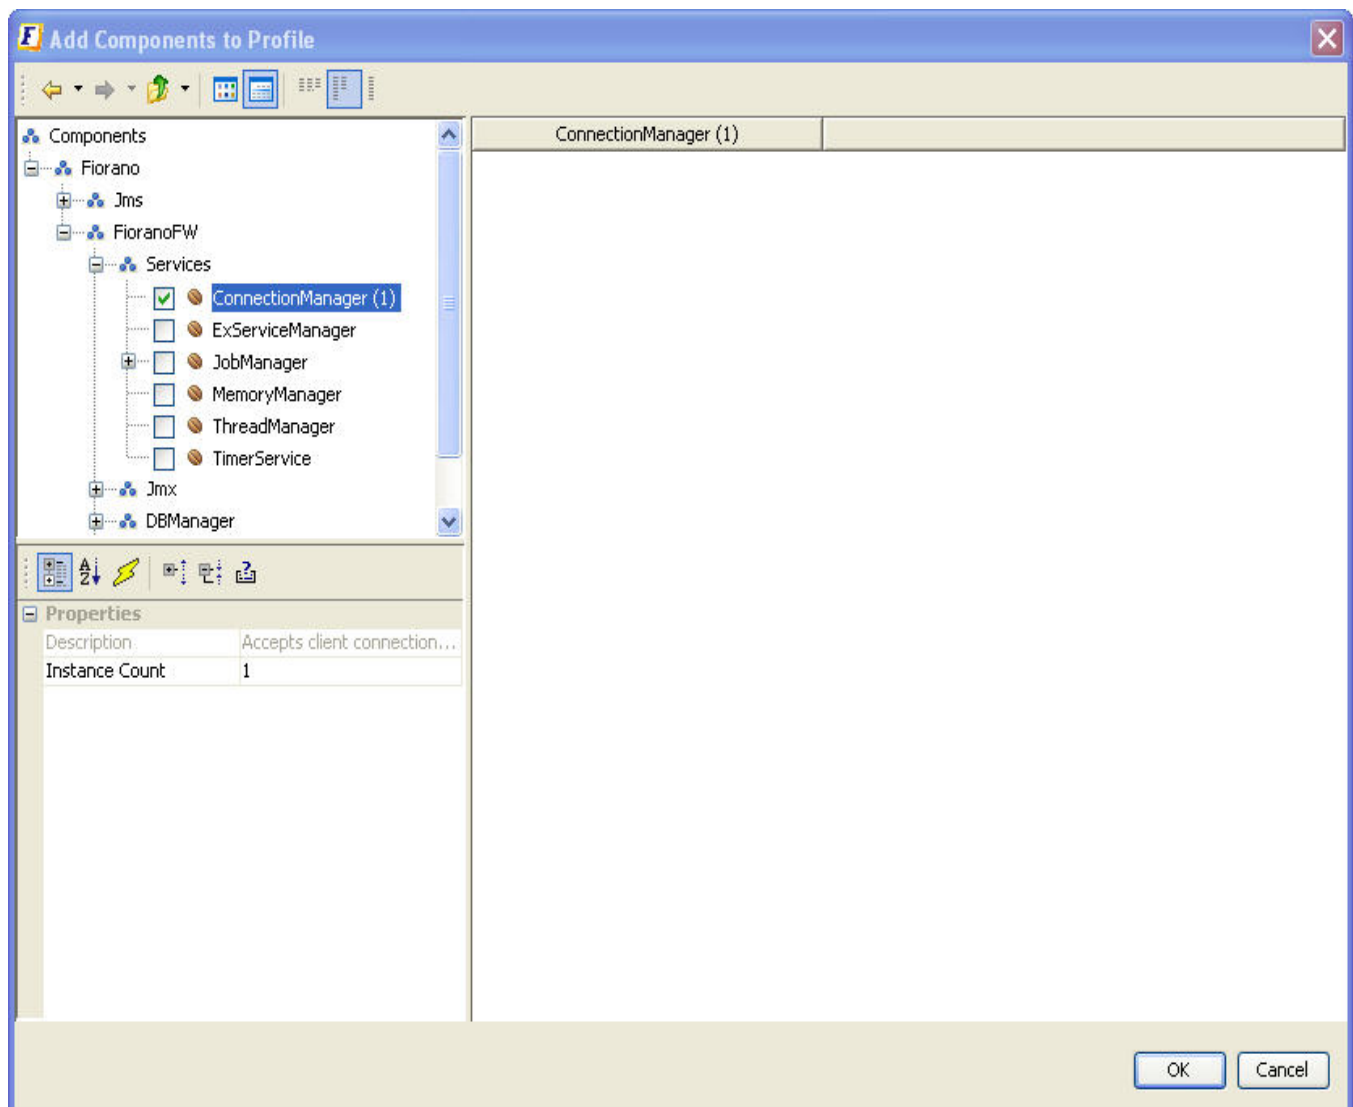 Add Components to Profile
Components
ConnectionManager (1)
Fiorano
Jms
FioranoFW
Services
ConnectionManager (1)
ExServiceManager
JobManager
MemoryManager
ThreadManager
TimerService
Jmx
DBManager
Properties
Description Accepts client connection...
Instance Count 1
OK Cancel